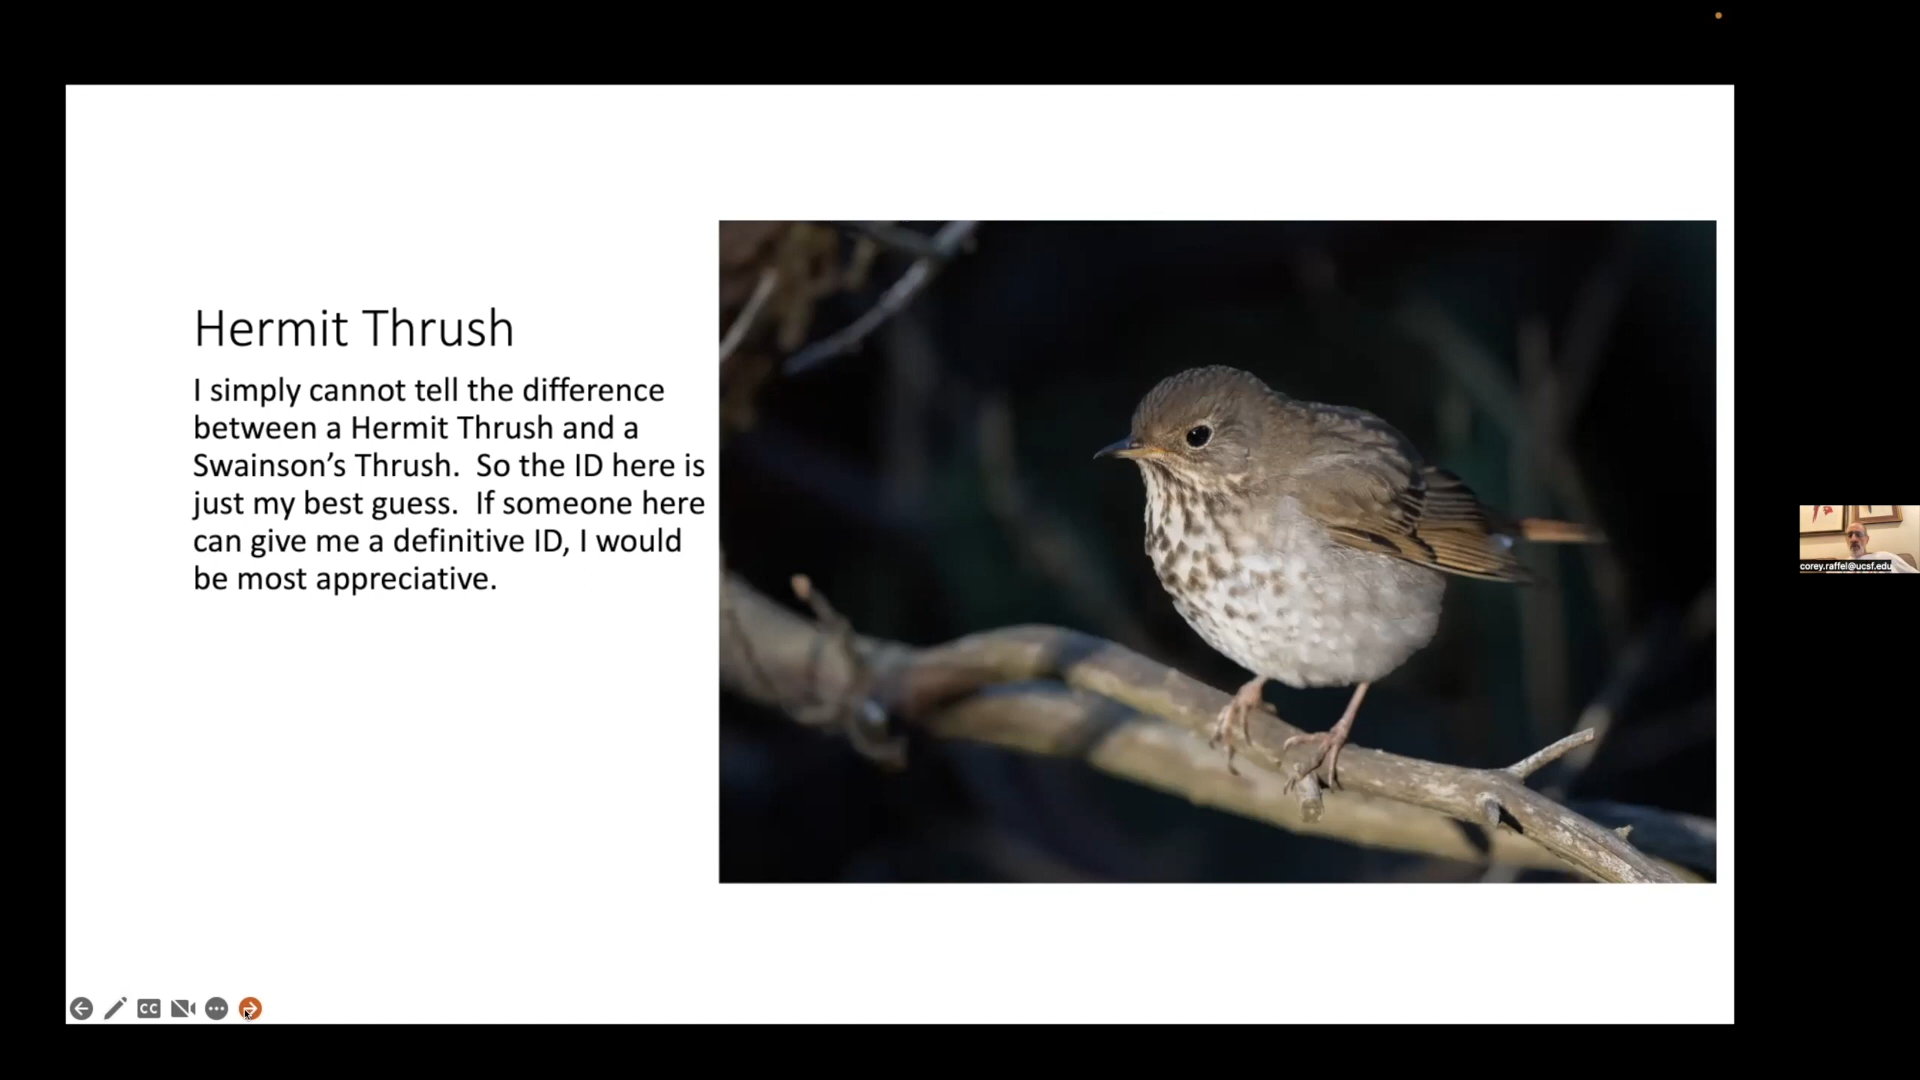 Hermit Thrush
I simply cannot tell the difference
between a Hermit Thrush and a
Swainson’s Thrush.  So the ID here is
just my best guess.  If someone here
can give me a definitive ID, I would
be most appreciative.
corey.raffel@ucsf.edu
CC